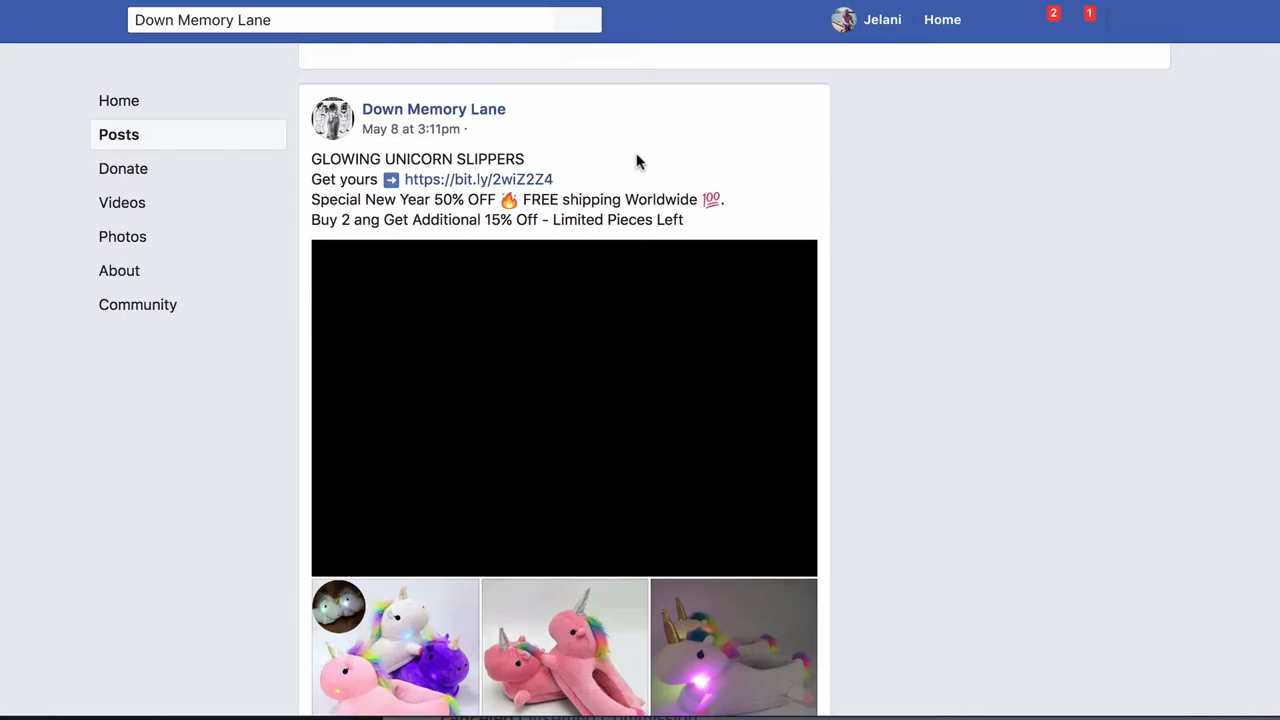 Down Memory Lane
Jelani
Home
2
1
Home
Posts
Donate
Videos
Photos
About
Community
Down Memory Lane
May 8 at 3:11pm ·
GLOWING UNICORN SLIPPERS
Get yours ➡️ https://bit.ly/2wiZ2Z4
Special New Year 50% OFF 🔥 FREE shipping Worldwide 💯.
Buy 2 ang Get Additional 15% Off - Limited Pieces Left